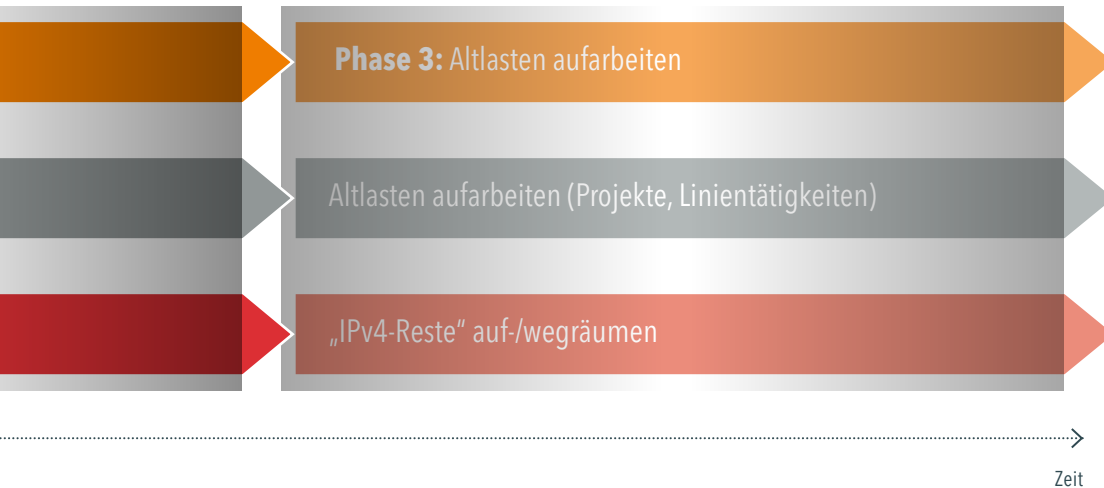 Phase 3: Altlasten aufarbeiten
Altlasten aufarbeiten (Projekte, Linientätigkeiten)
„IPv4-Reste“ auf-/wegräumen
Zeit